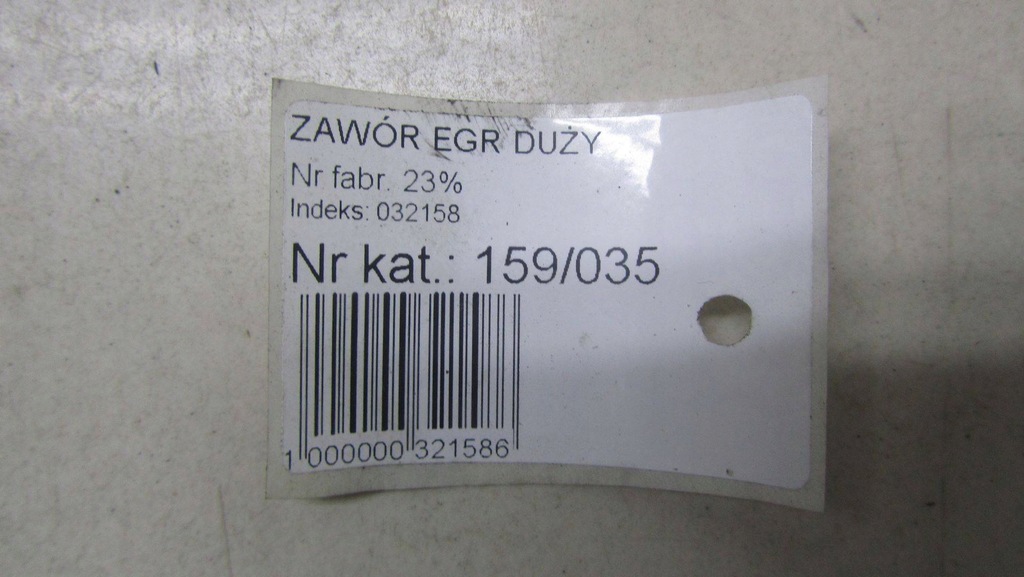 ZAWÓR EGR DUŻY
Nr fabr. 23%
Indeks: 032158
Nr kat.: 159/035
1 000000 321586